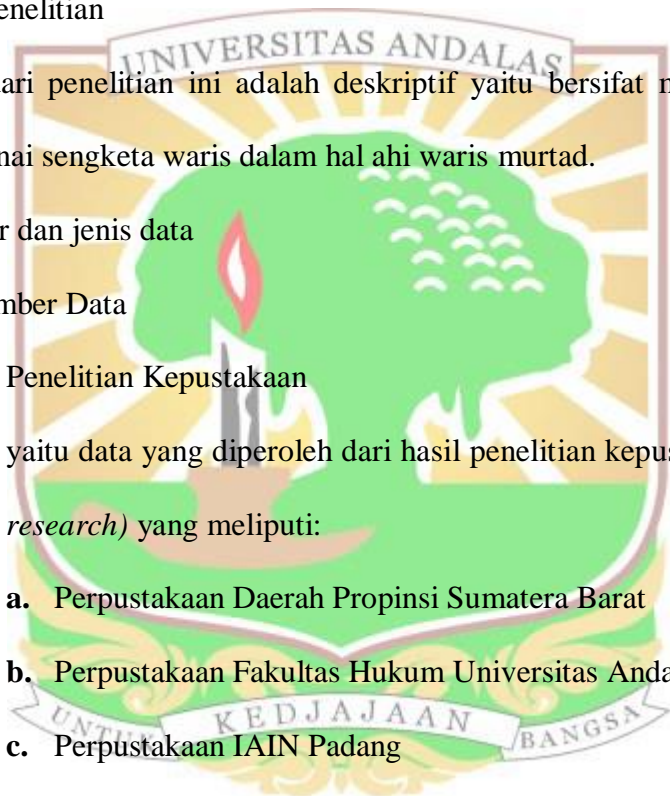 enelitian
UNIVERSITAS ANDALAS
dari penelitian ini adalah deskriptif yaitu bersifat
nai sengketa waris dalam hal ahi waris murtad.
r dan jenis data
mber Data
Penelitian Kepustakaan
yaitu data yang diperoleh dari hasil penelitian kepus
research) yang meliputi:
a. Perpustakaan Daerah Propinsi Sumatera Barat
b. Perpustakaan Fakultas Hukum Universitas Anda
UNTUK KEDJAJAAN BANGSA
c. Perpustakaan IAIN Padang